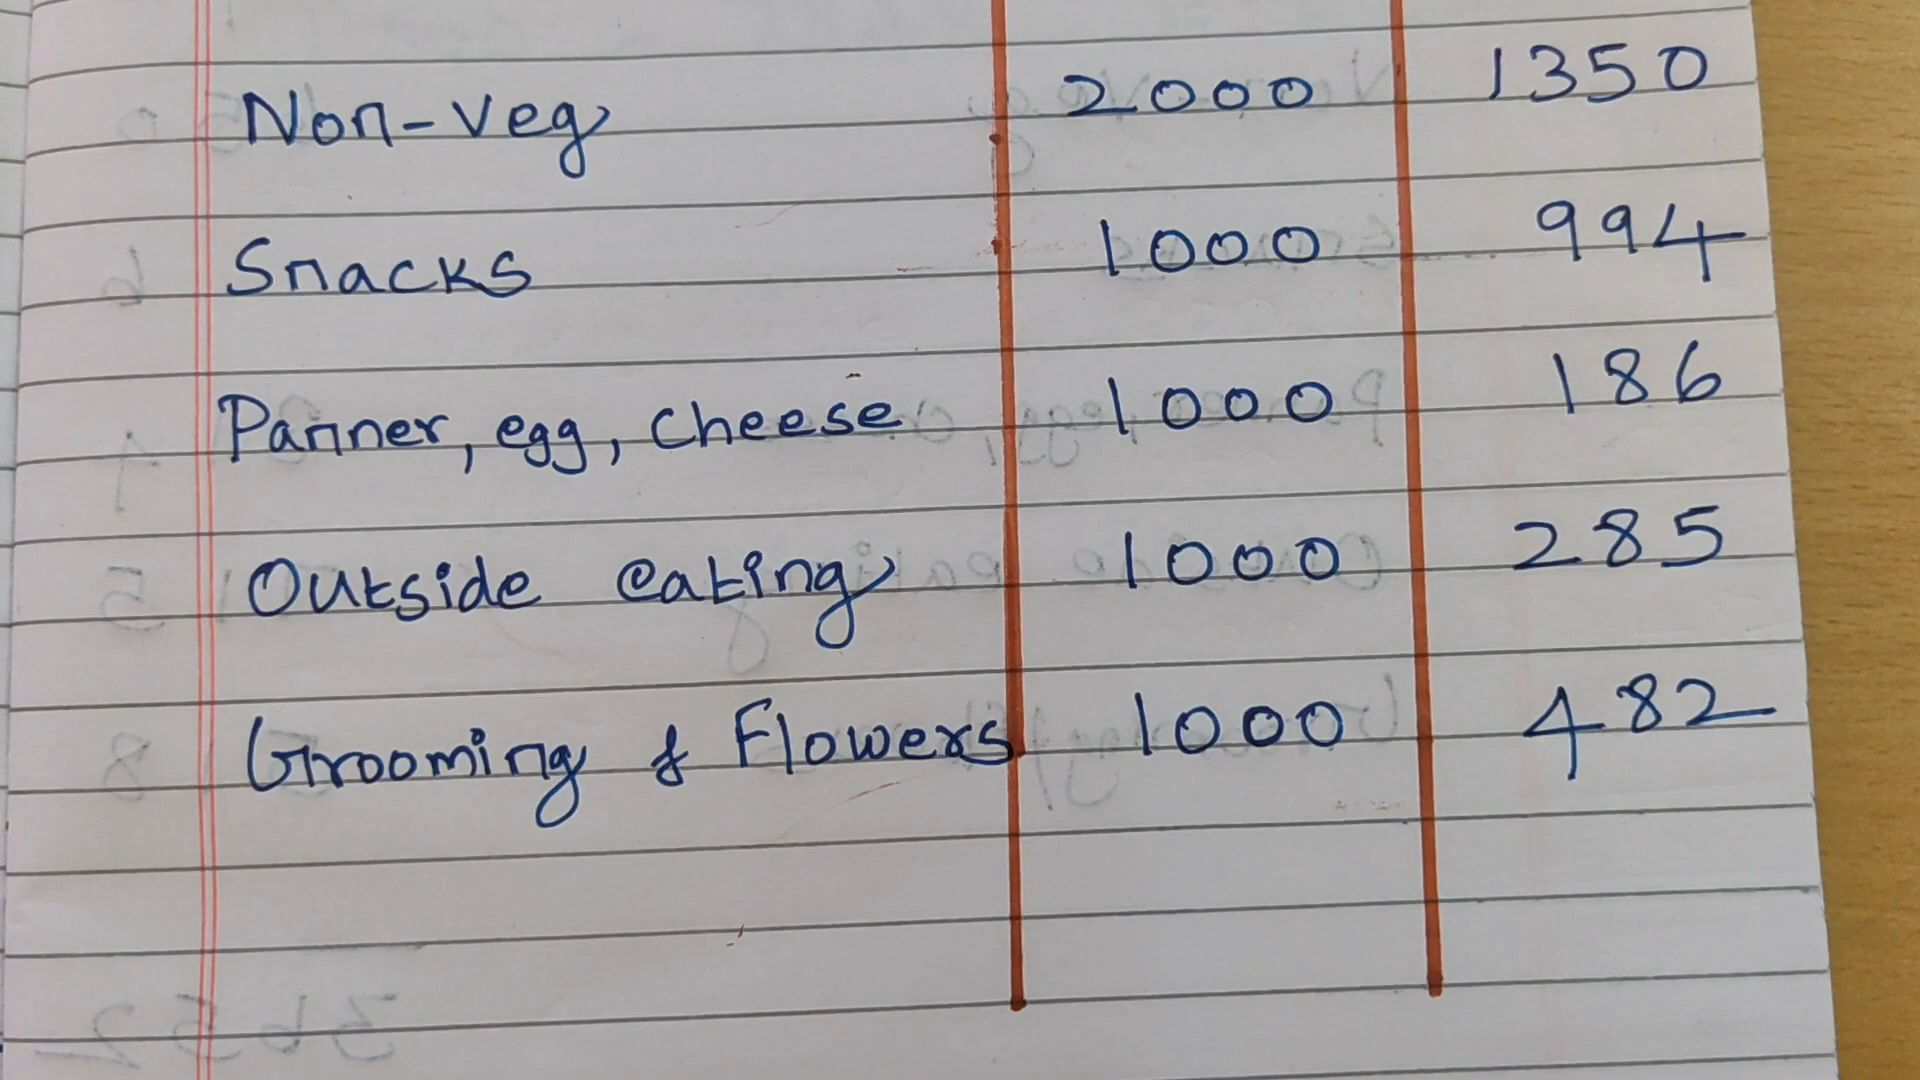 Non-veg 2000 1350
Snacks 1000 994
Panner, egg, cheese 1000 186
Outside eating 1000 285
Grooming & Flowers 1000 482